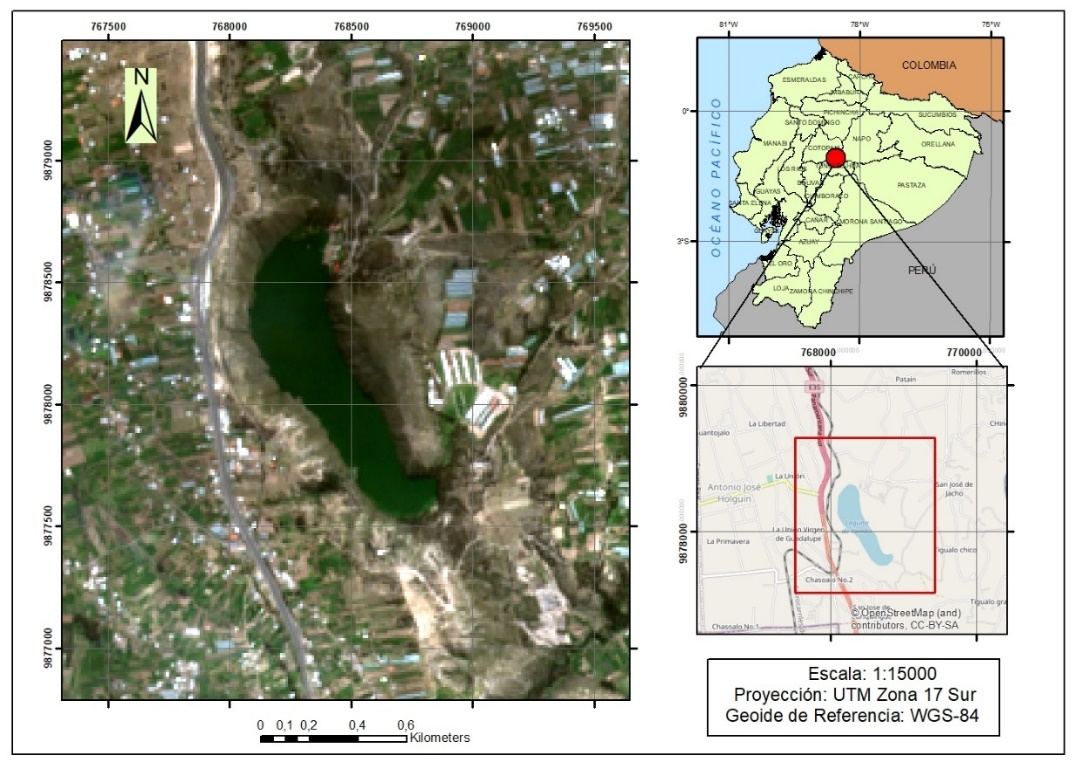 767500 768000 768500 769000 769500
N
9879000
9878500
9878000
9877500
9877000
0 0,1 0,2 0,4 0,6
Kilometers
81°W 78°W 75°W
0°
3°S
OCÉANO PACÍFICO
COLOMBIA
PERÚ
ESMERALDAS
SUCUMBIOS
SANTO DOMINGO
NAPO
ORELLANA
MANABI
PASTAZA
GUAYAS
SANTA ELENA
MORONA SANTIAGO
CAÑAR
AZUAY
EL ORO
LOJA
ZAMORA CHINCHIPE
768000 770000
9880000
9878000
Romerillos
Patain
E35
La Libertad
La Unión
Antonio José
Holguín
San José de
Jacho
La Unión Virgen
de Guadalupe
La Primavera
Chasoalo No.2
Chasoalo No.1
© OpenStreetMap (and)
contributors, CC-BY-SA
Escala: 1:15000
Proyección: UTM Zona 17 Sur
Geoide de Referencia: WGS-84